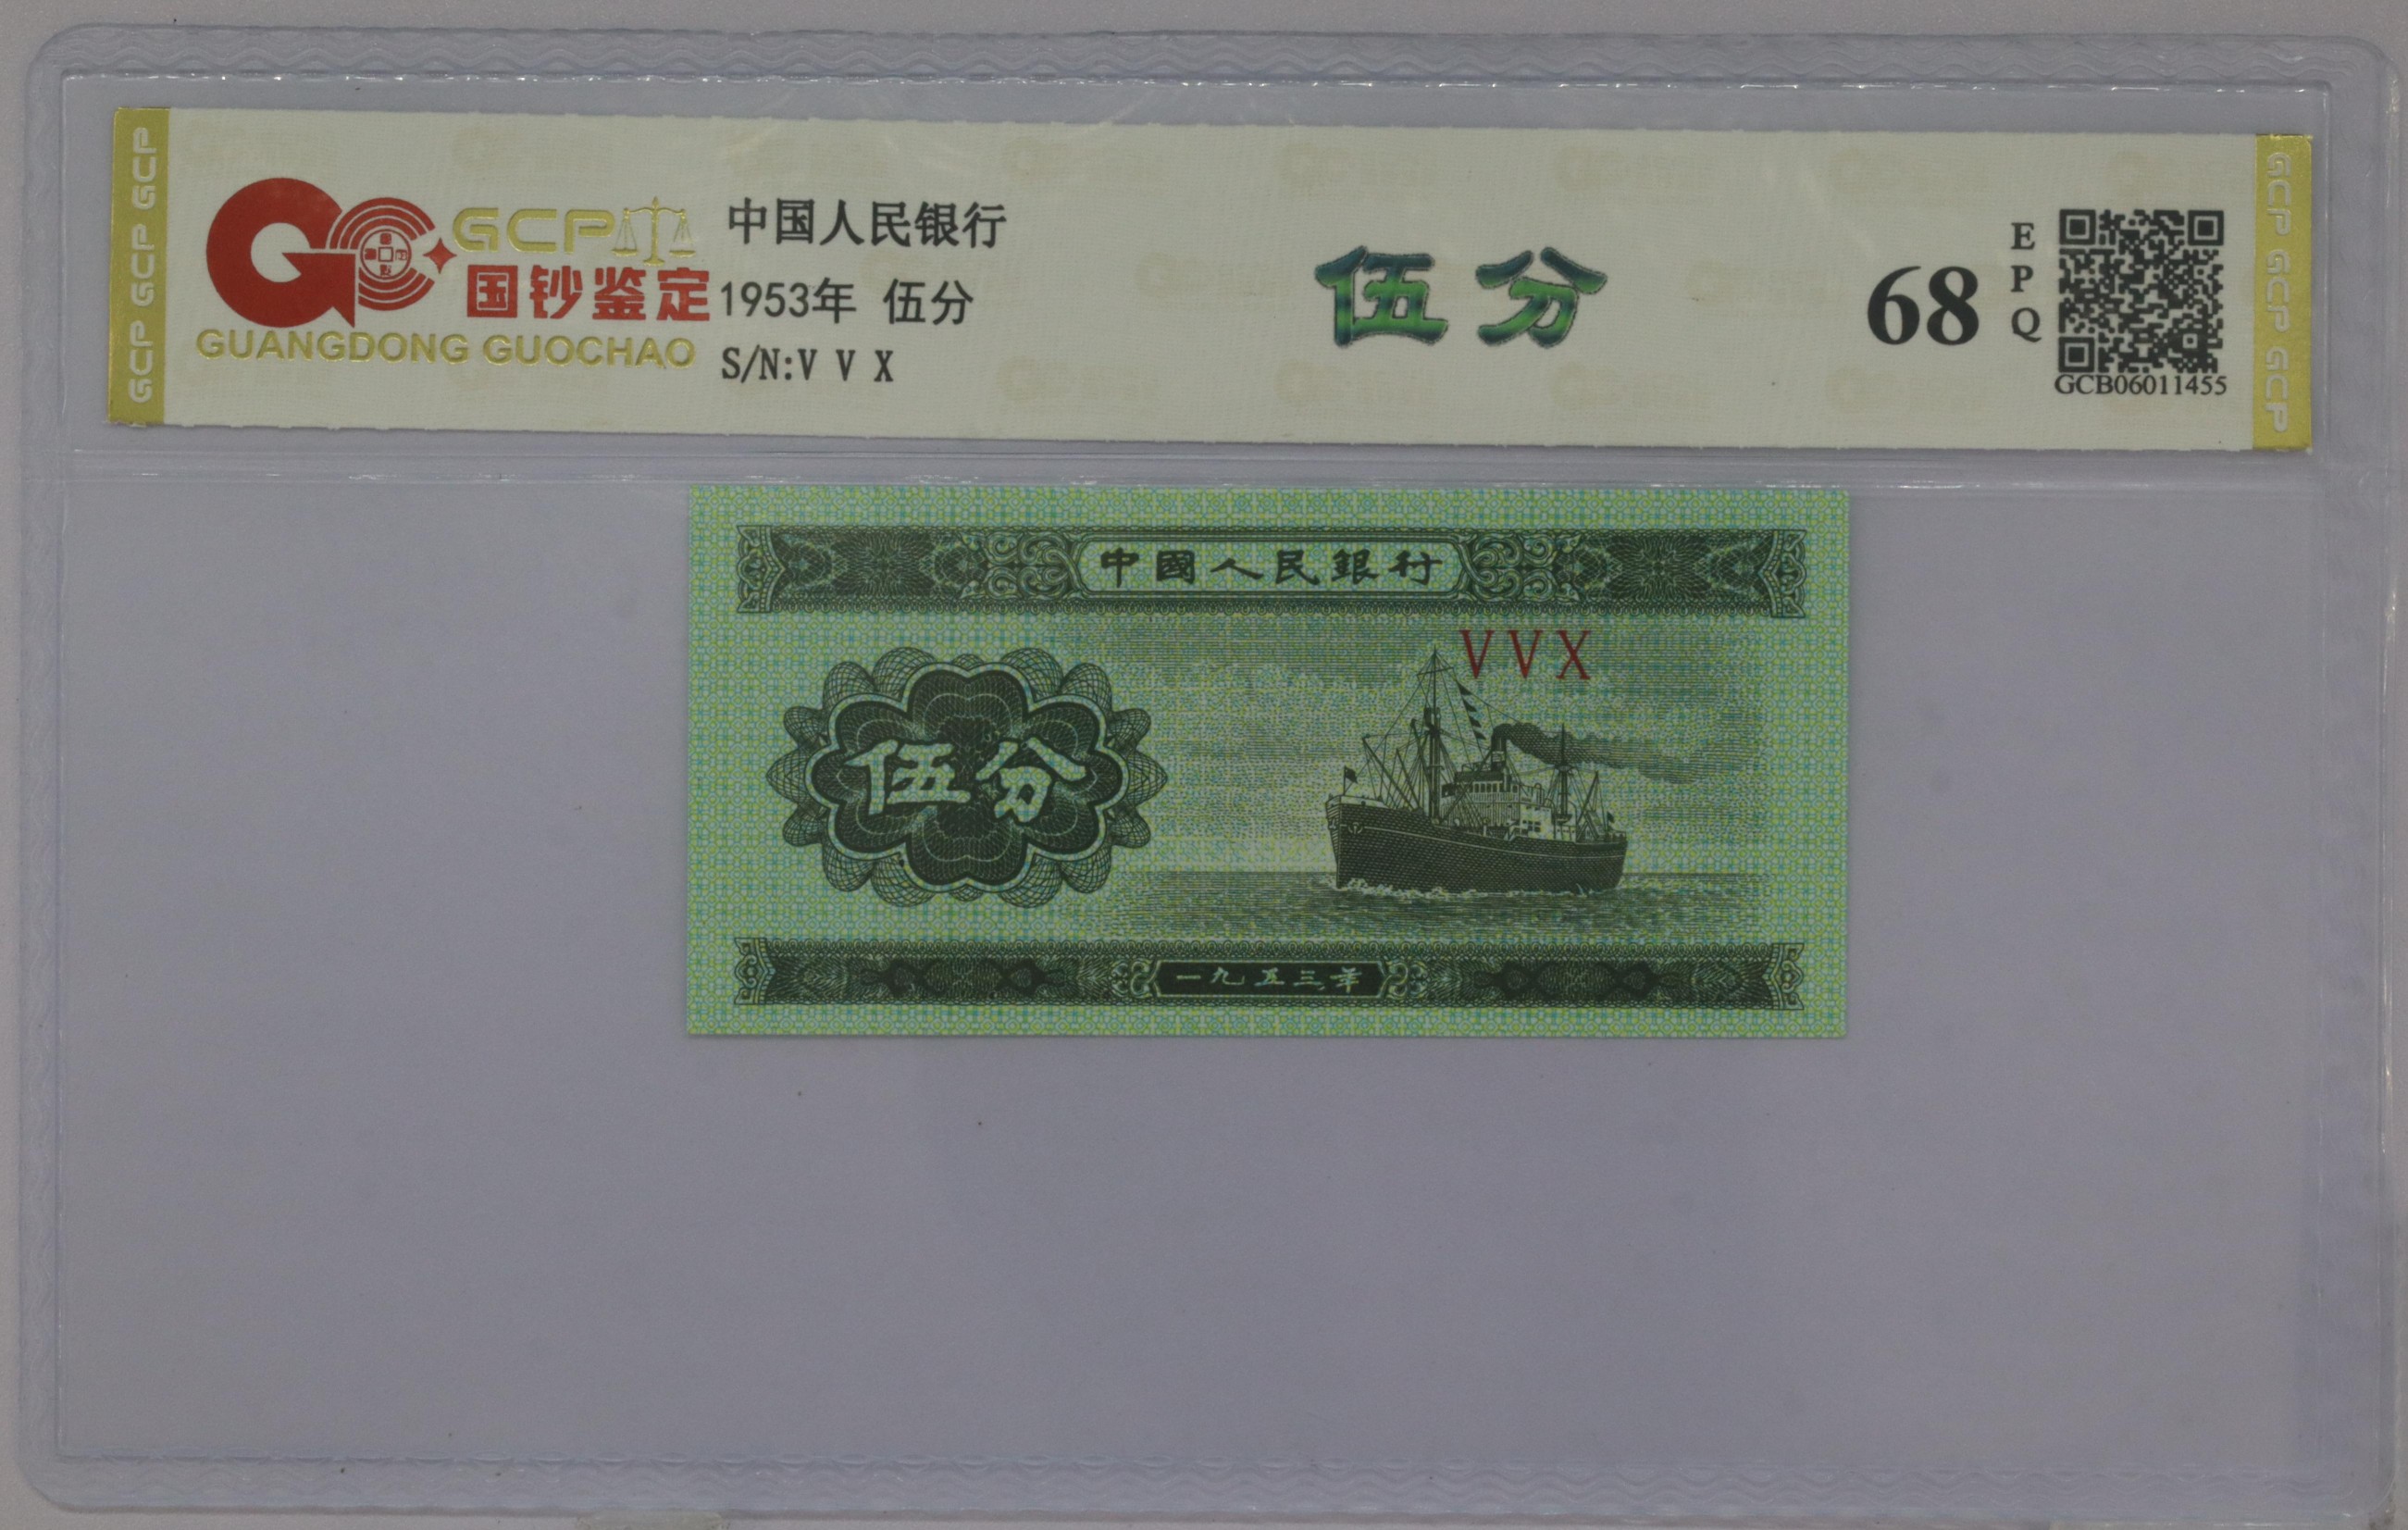 GCP GCP GCP
GCP
国钞鉴定
GUANGDONG GUOCHAO
中国人民银行
1953年 伍分
S/N:V V X
伍分
68
EPQ
GCB06011455
GCP GCP GCP
中國人民銀行
VVX
伍分
一九五三年